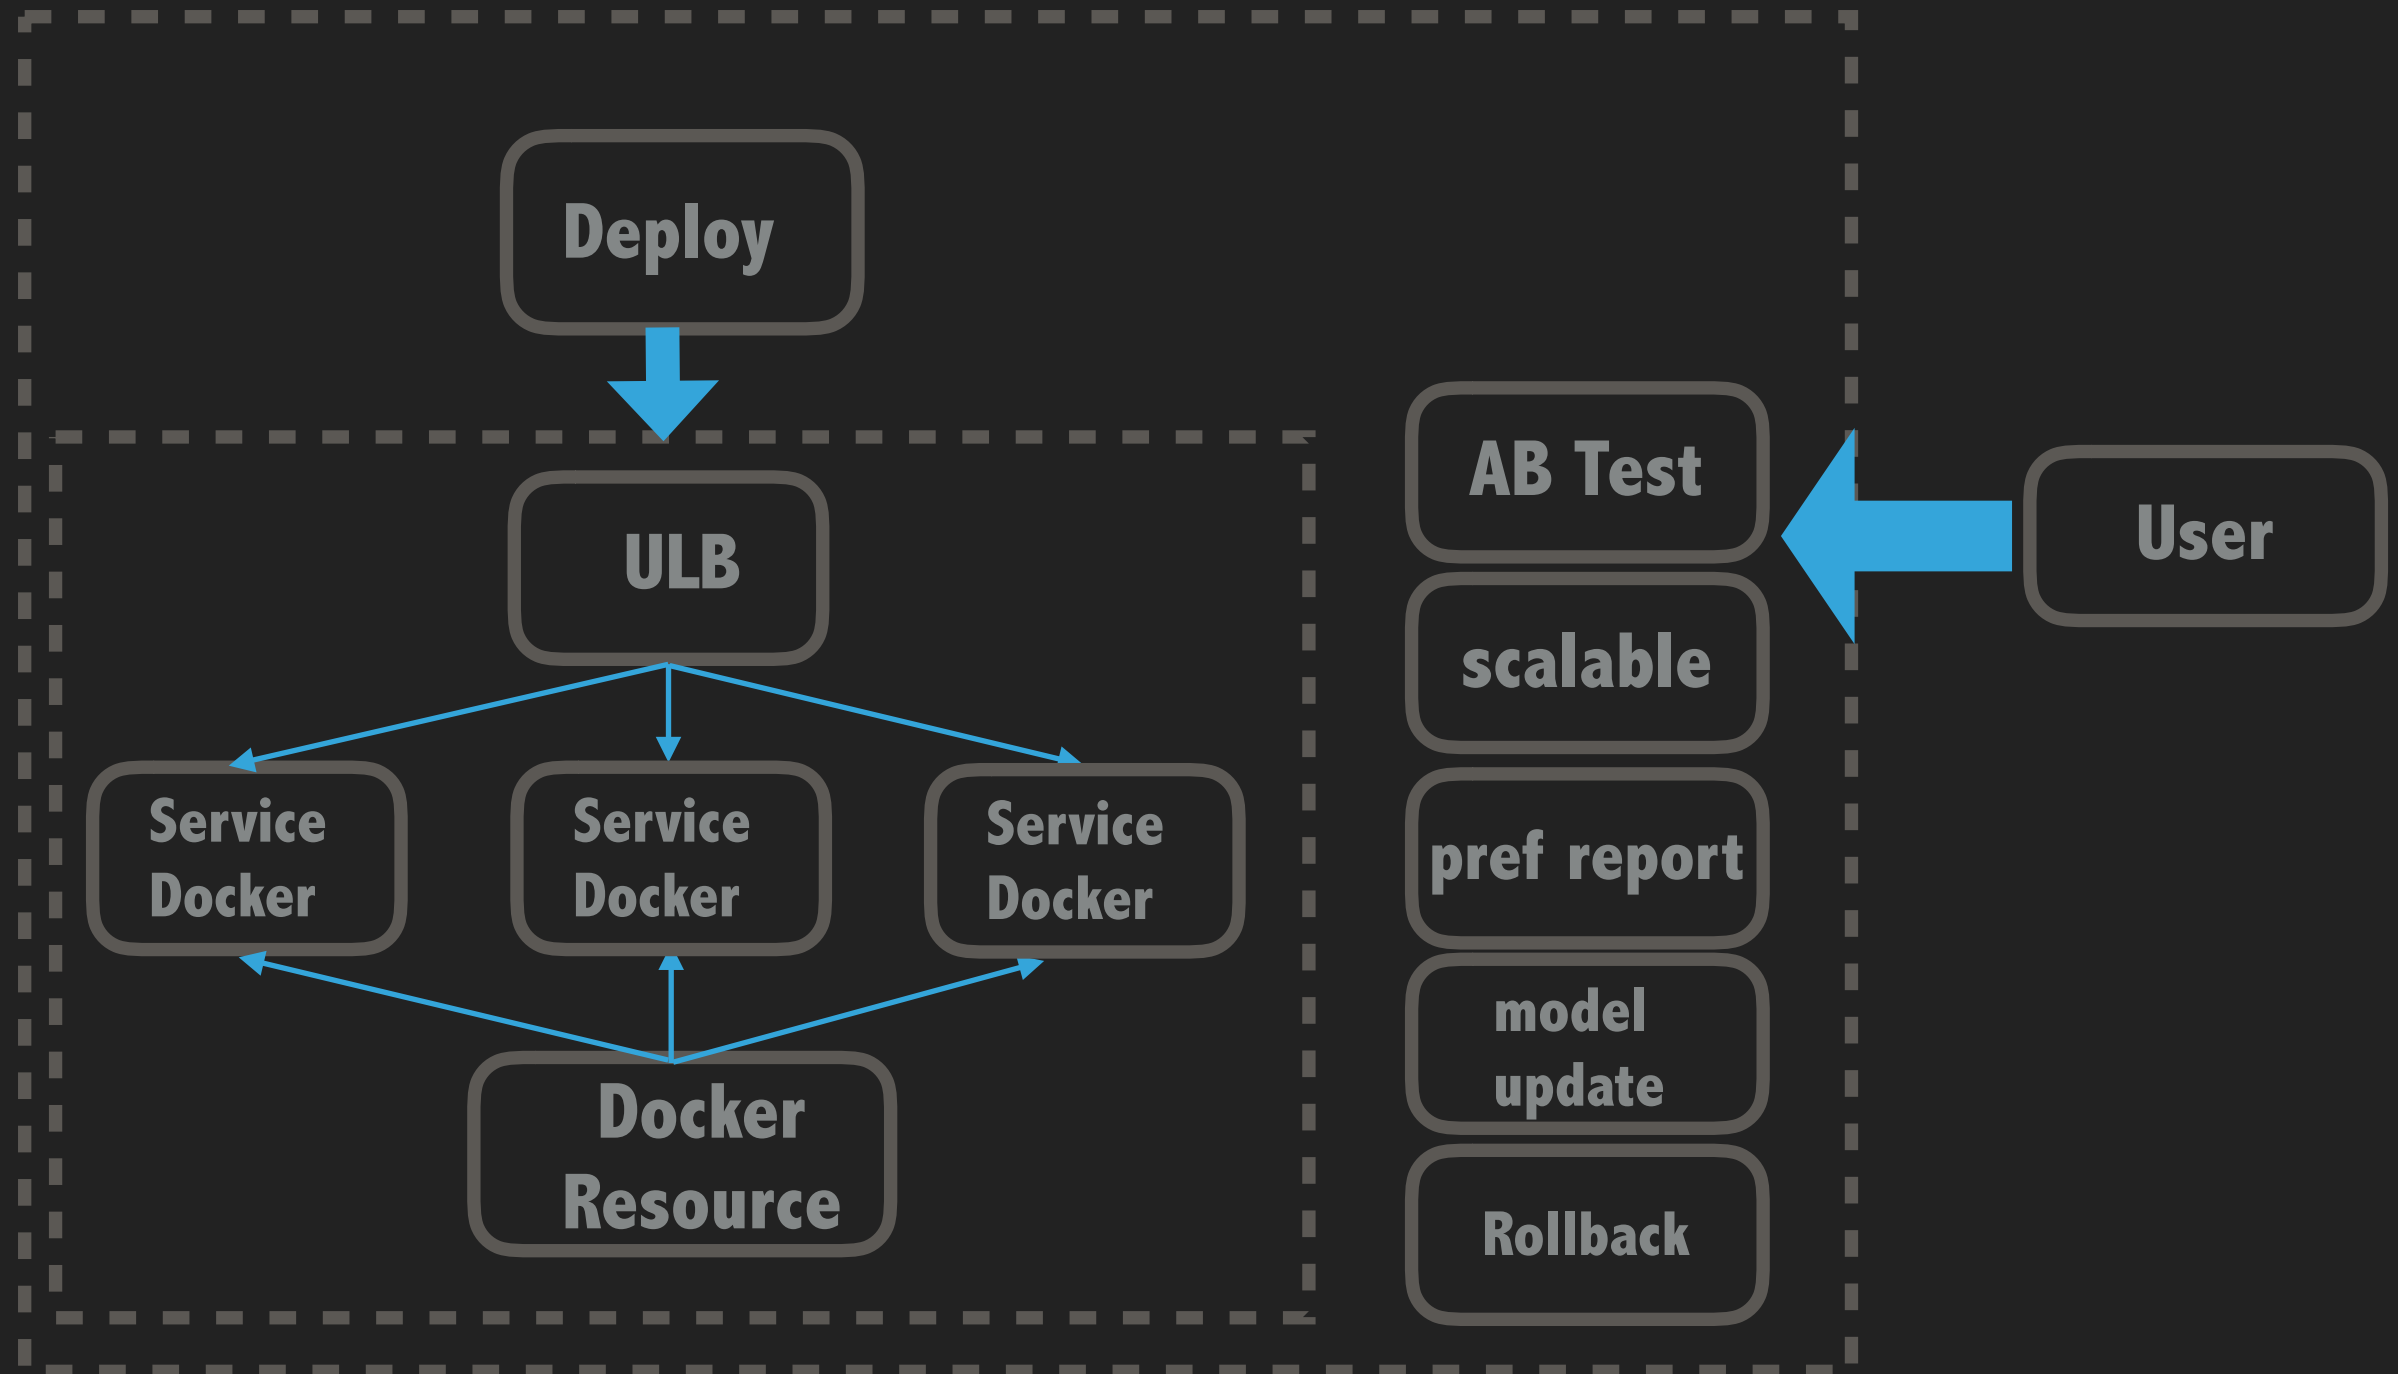 Deploy
ULB
Service
Docker
Service
Docker
Service
Docker
Docker
Resource
AB Test
scalable
pref report
model
update
Rollback
User